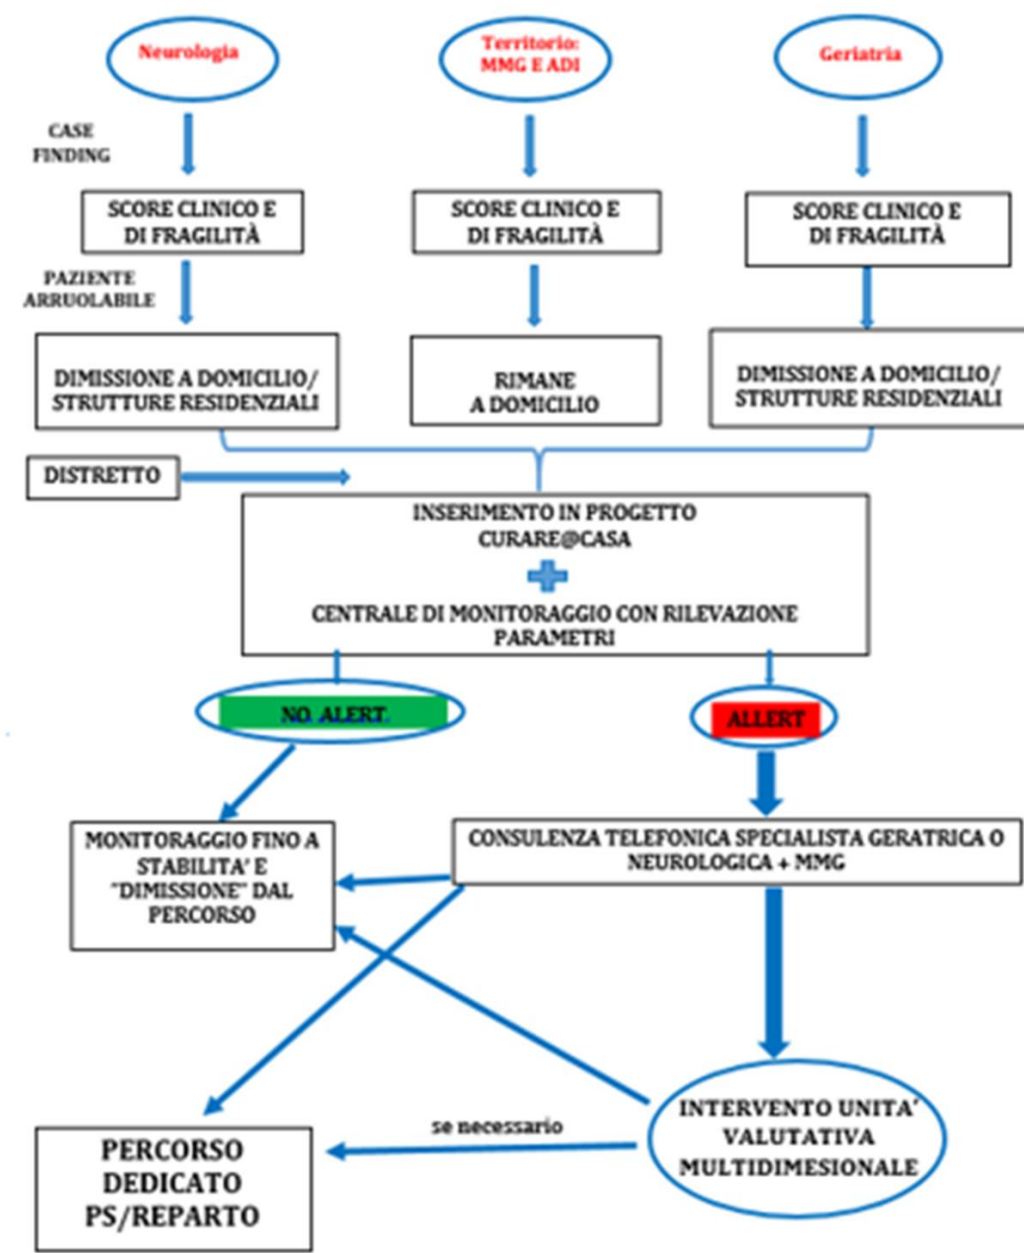 Neurologia
Territorio:
MMG E ADI
Geriatria
CASE
FINDING
SCORE CLINICO E
DI FRAGILITÀ
SCORE CLINICO E
DI FRAGILITÀ
SCORE CLINICO E
DI FRAGILITÀ
PAZIENTE
ARRUOLABILE
DIMISSIONE A DOMICILIO/
STRUTTURE RESIDENZIALI
RIMANE
A DOMICILIO
DIMISSIONE A DOMICILIO/
STRUTTURE RESIDENZIALI
DISTRETTO
INSERIMENTO IN PROGETTO
CURARE@CASA
CENTRALE DI MONITORAGGIO CON RILEVAZIONE
PARAMETRI
NO ALERT.
ALLERT
MONITORAGGIO FINO A
STABILITA' E
"DIMISSIONE" DAL
PERCORSO
CONSULENZA TELEFONICA SPECIALISTA GERATRICA O
NEUROLOGICA + MMG
INTERVENTO UNITA'
VALUTATIVA
MULTIDIMESIONALE
se necessario
PERCORSO
DEDICATO
PS/REPARTO